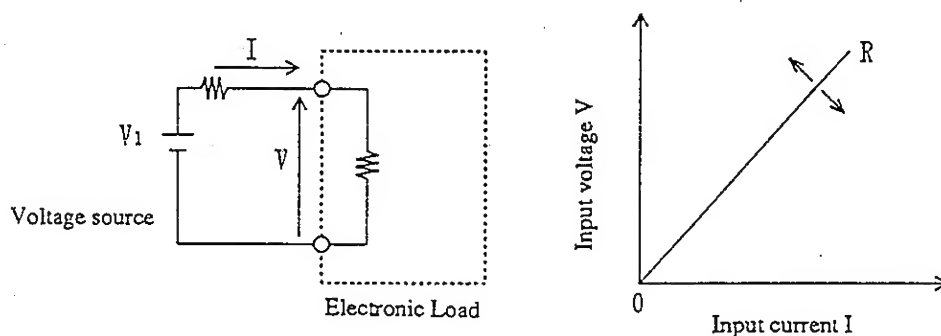 I
V1
V
Voltage source
Electronic Load
Input voltage V
R
0
Input current I